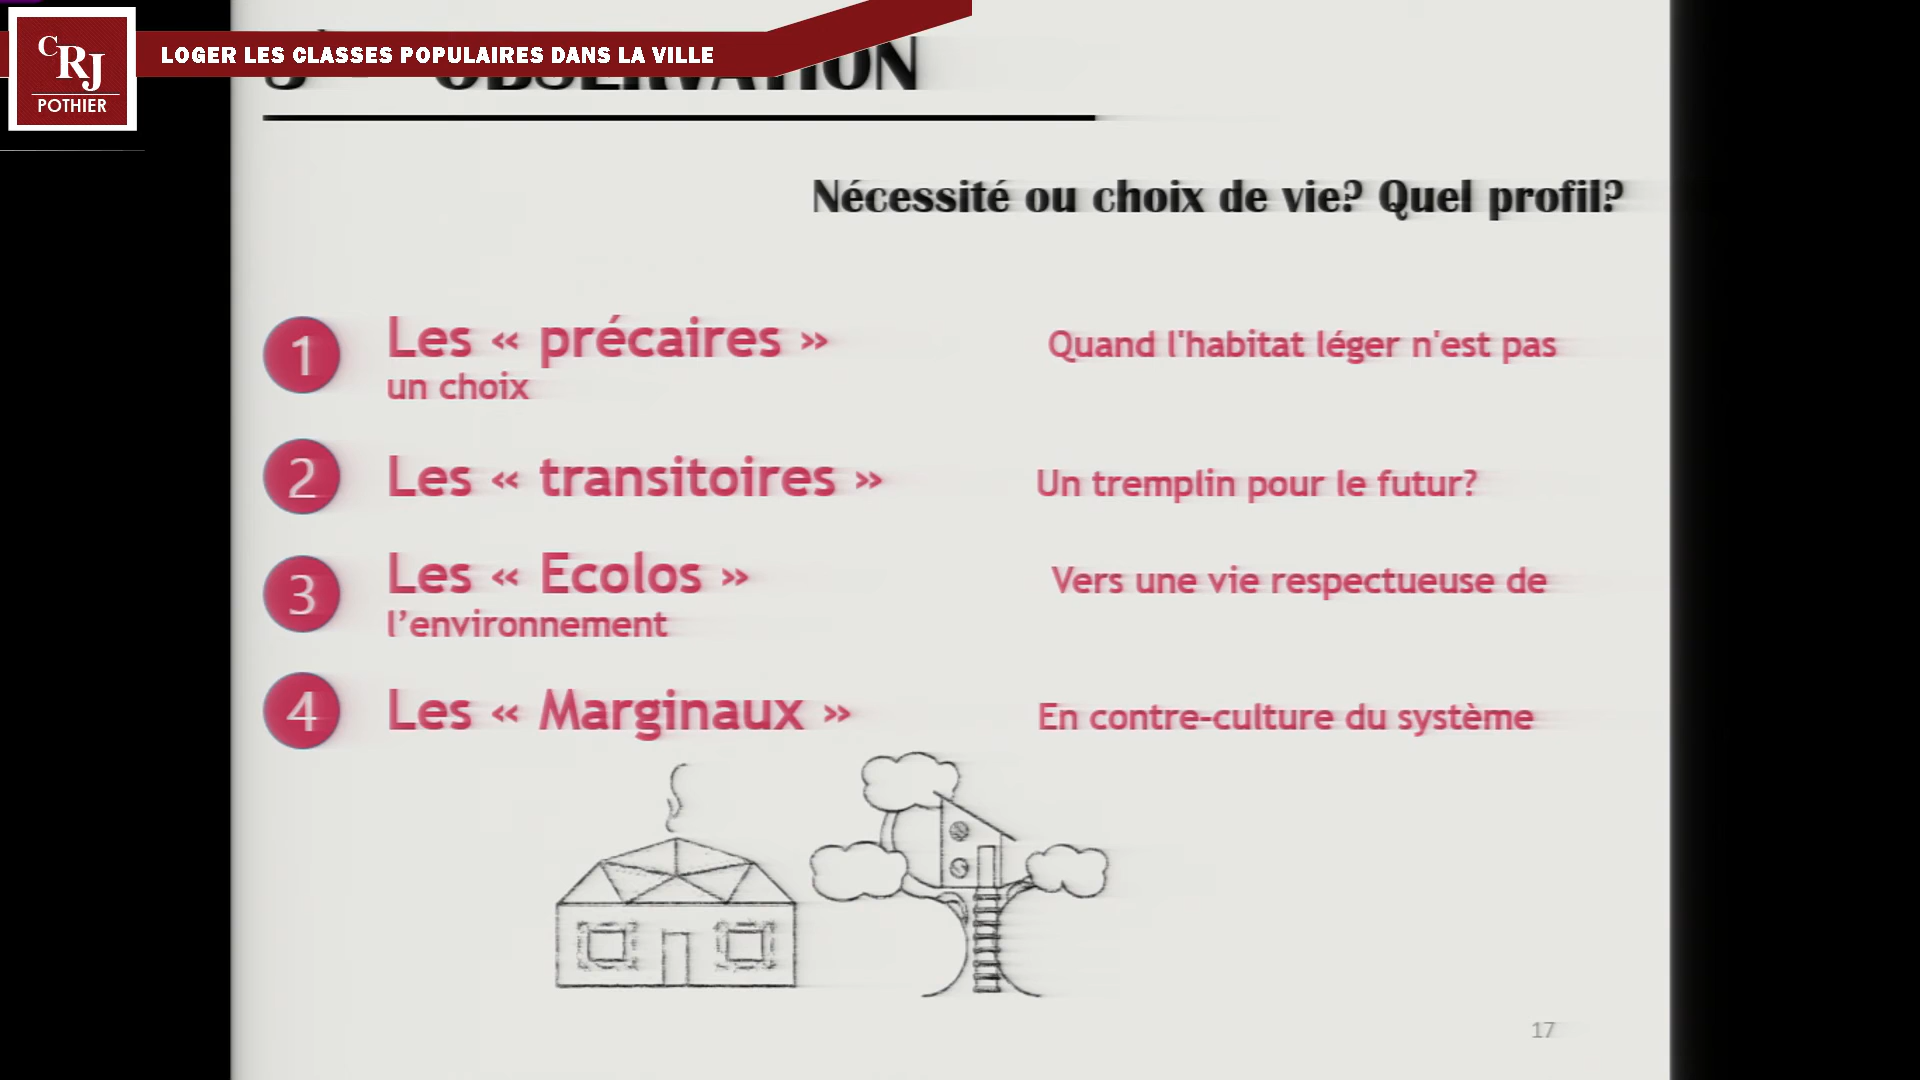 CRJ
POTHIER
LOGER LES CLASSES POPULAIRES DANS LA VILLE
OBSERVATION
Nécessité ou choix de vie? Quel profil?
1 Les « précaires » Quand l'habitat léger n'est pas
un choix
2 Les « transitoires » Un tremplin pour le futur?
3 Les « Ecolos » Vers une vie respectueuse de
l’environnement
4 Les « Marginaux » En contre-culture du système
17